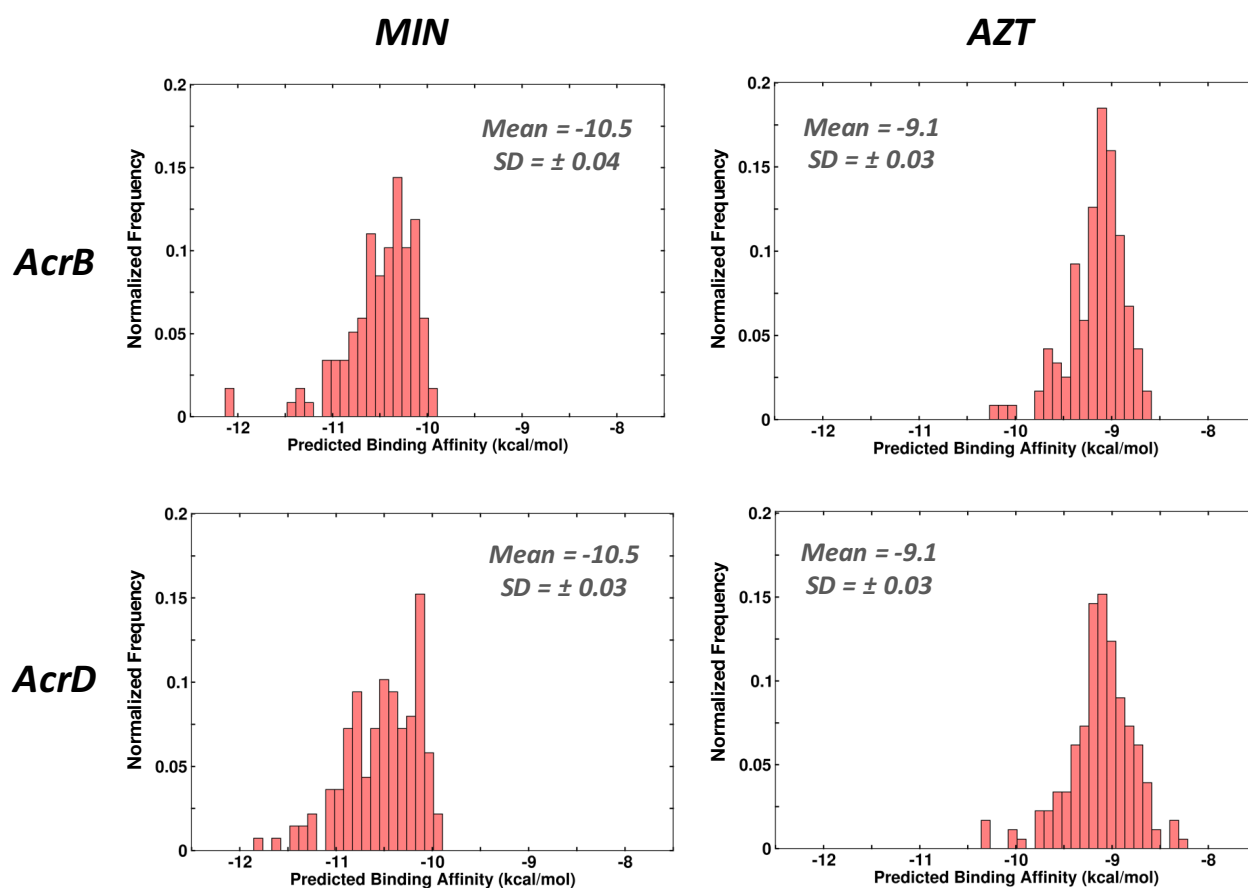 MIN
AZT
AcrB
Normalized Frequency
0.2
0.15
0.1
0.05
0
Mean = -10.5
SD = ± 0.04
-12
-11
-10
-9
-8
Predicted Binding Affinity (kcal/mol)
Normalized Frequency
0.2
0.15
0.1
0.05
0
Mean = -9.1
SD = ± 0.03
-12
-11
-10
-9
-8
Predicted Binding Affinity (kcal/mol)
AcrD
Normalized Frequency
0.2
0.15
0.1
0.05
0
Mean = -10.5
SD = ± 0.03
-12
-11
-10
-9
-8
Predicted Binding Affinity (kcal/mol)
Normalized Frequency
0.2
0.15
0.1
0.05
0
Mean = -9.1
SD = ± 0.03
-12
-11
-10
-9
-8
Predicted Binding Affinity (kcal/mol)